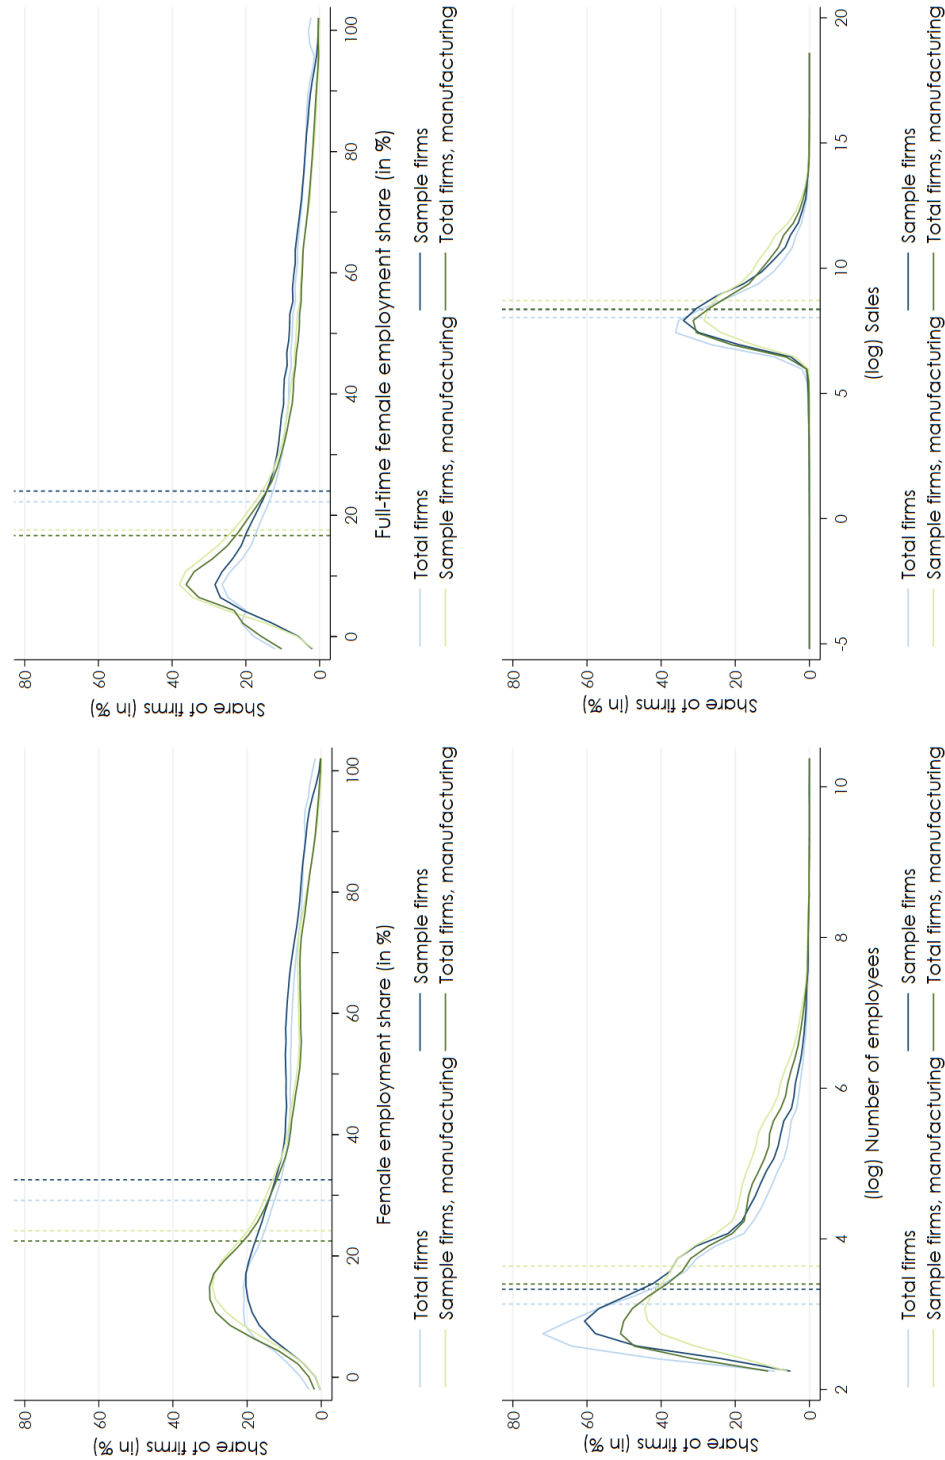 Share of firms (in %)
80
60
40
20
0
0
20
40
60
80
100
Female employment share (in %)
Total firms
Sample firms
Sample firms, manufacturing
Total firms, manufacturing
Share of firms (in %)
80
60
40
20
0
2
4
6
8
10
(log) Number of employees
Total firms
Sample firms
Sample firms, manufacturing
Total firms, manufacturing
Share of firms (in %)
80
60
40
20
0
0
20
40
60
80
100
Full-time female employment share (in %)
Total firms
Sample firms
Sample firms, manufacturing
Total firms, manufacturing
Share of firms (in %)
80
60
40
20
0
-5
0
5
10
15
20
(log) Sales
Total firms
Sample firms
Sample firms, manufacturing
Total firms, manufacturing